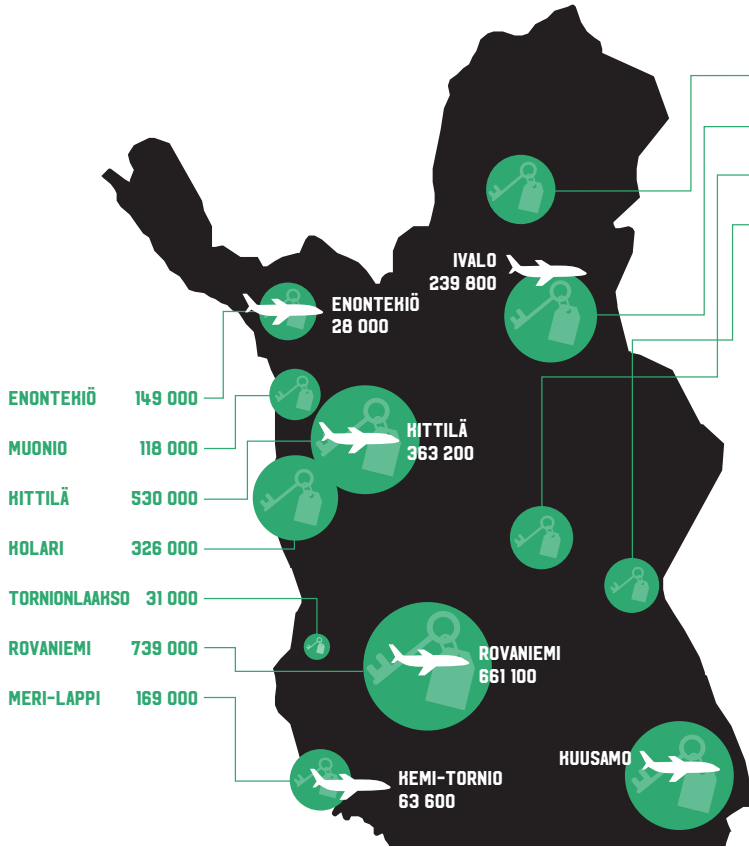 IVALO
239 800
ENONTEKIÖ
28 000
ENONTEKIÖ 149 000
MUONIO 118 000
KITTILÄ 530 000
KOLARI 326 000
TORNIONLAAKSO 31 000
ROVANIEMI 739 000
MERI-LAPPI 169 000
KITTILÄ
363 200
ROVANIEMI
661 100
KUUSAMO
KEMI-TORNIO
63 600